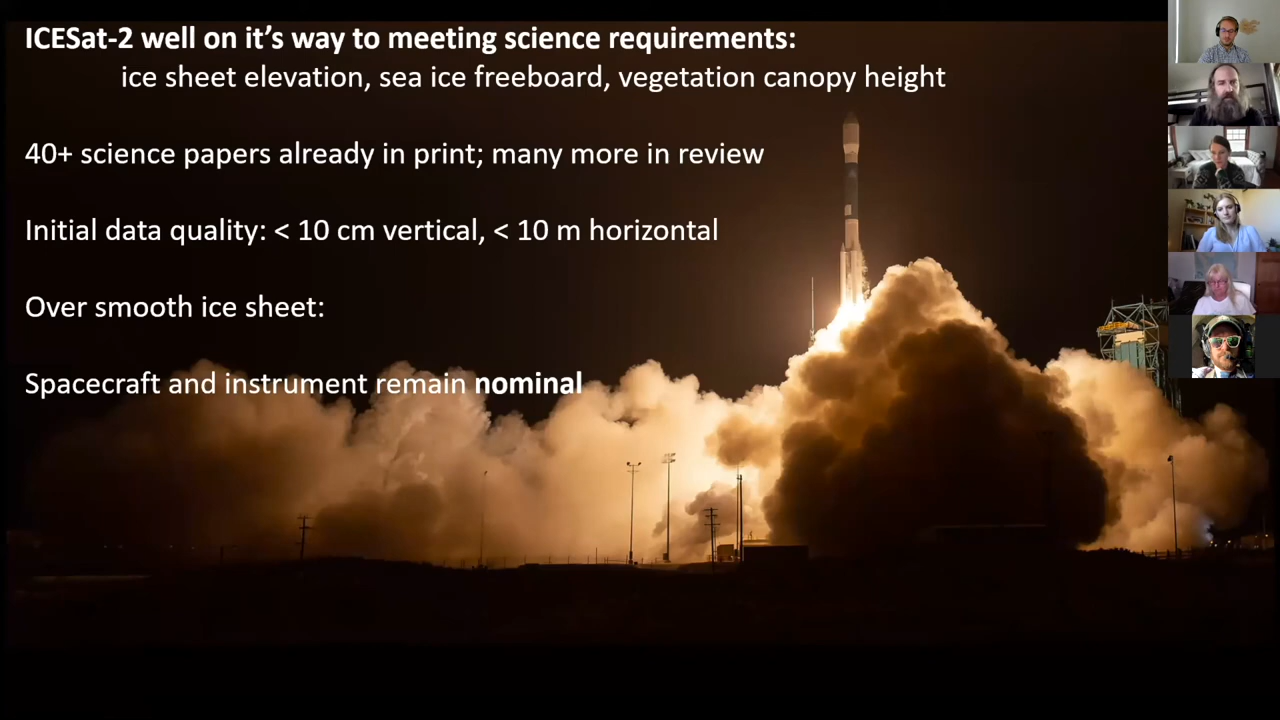 ICESat-2 well on it’s way to meeting science requirements:
ice sheet elevation, sea ice freeboard, vegetation canopy height
40+ science papers already in print; many more in review
Initial data quality: < 10 cm vertical, < 10 m horizontal
Over smooth ice sheet:
Spacecraft and instrument remain nominal